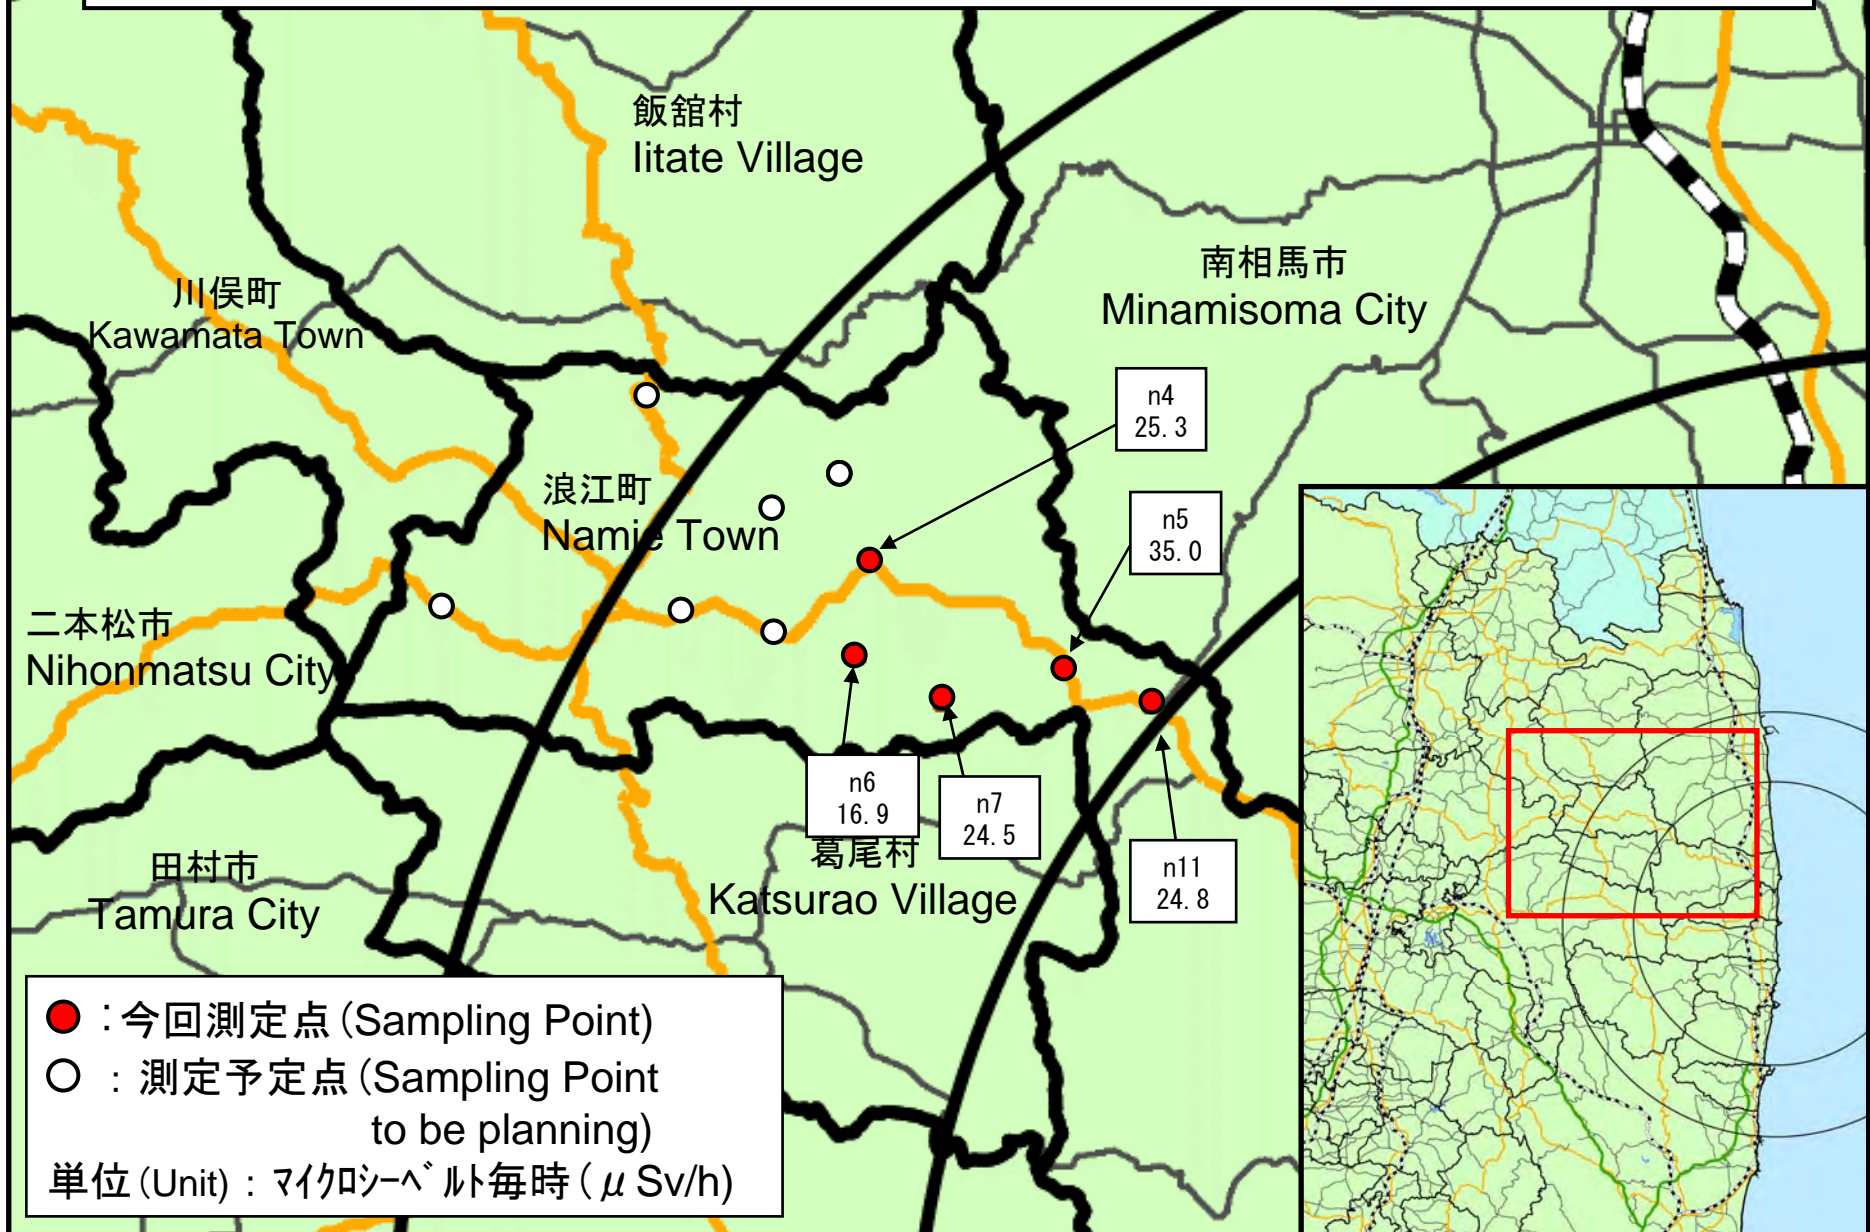 飯舘村
Iitate Village
南相馬市
Minamisoma City
川俣町
Kawamata Town
n4
25.3
浪江町
Namie Town
n5
35.0
二本松市
Nihonmatsu City
n6
16.9
n7
24.5
葛尾村
Katsurao Village
n11
24.8
田村市
Tamura City
：今回測定点(Sampling Point)
：測定予定点(Sampling Point
to be planning)
単位(Unit)：ﾏｲｸﾛｼｰﾍﾞﾙﾄ毎時(μSv/h)